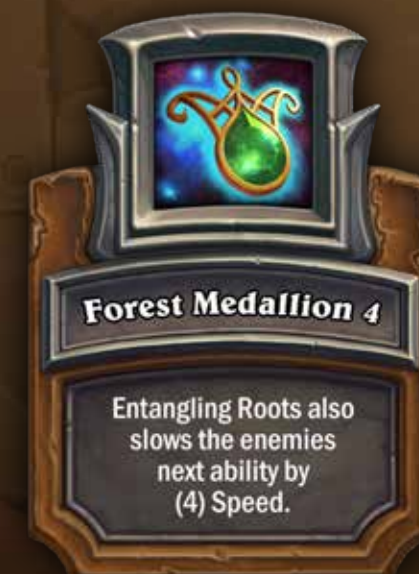 Forest Medallion 4
Entangling Roots also
slows the enemies
next ability by
(4) Speed.